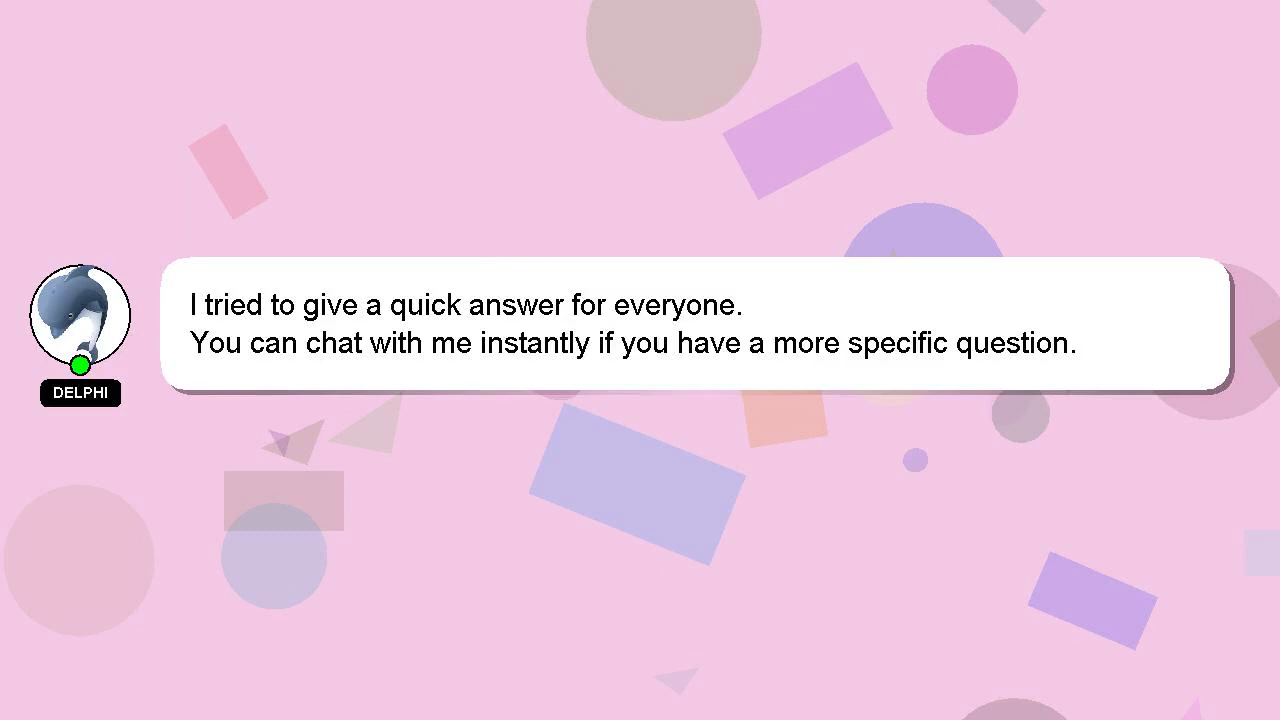 I tried to give a quick answer for everyone.
You can chat with me instantly if you have a more specific question.
DELPHI